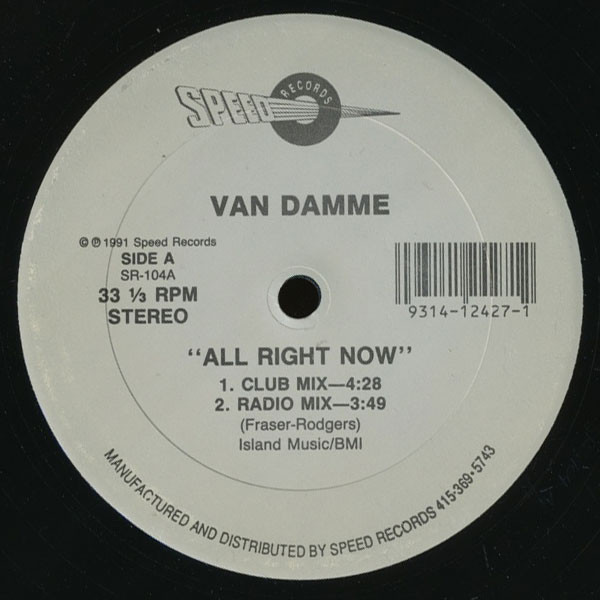 SPEED RECORDS
VAN DAMME
© ℗ 1991 Speed Records
SIDE A
SR-104A
33 ⅓ RPM
STEREO
9314-12427-1
"ALL RIGHT NOW"
1. CLUB MIX—4:28
2. RADIO MIX—3:49
(Fraser-Rodgers)
Island Music/BMI
MANUFACTURED AND DISTRIBUTED BY SPEED RECORDS 415-369-5743